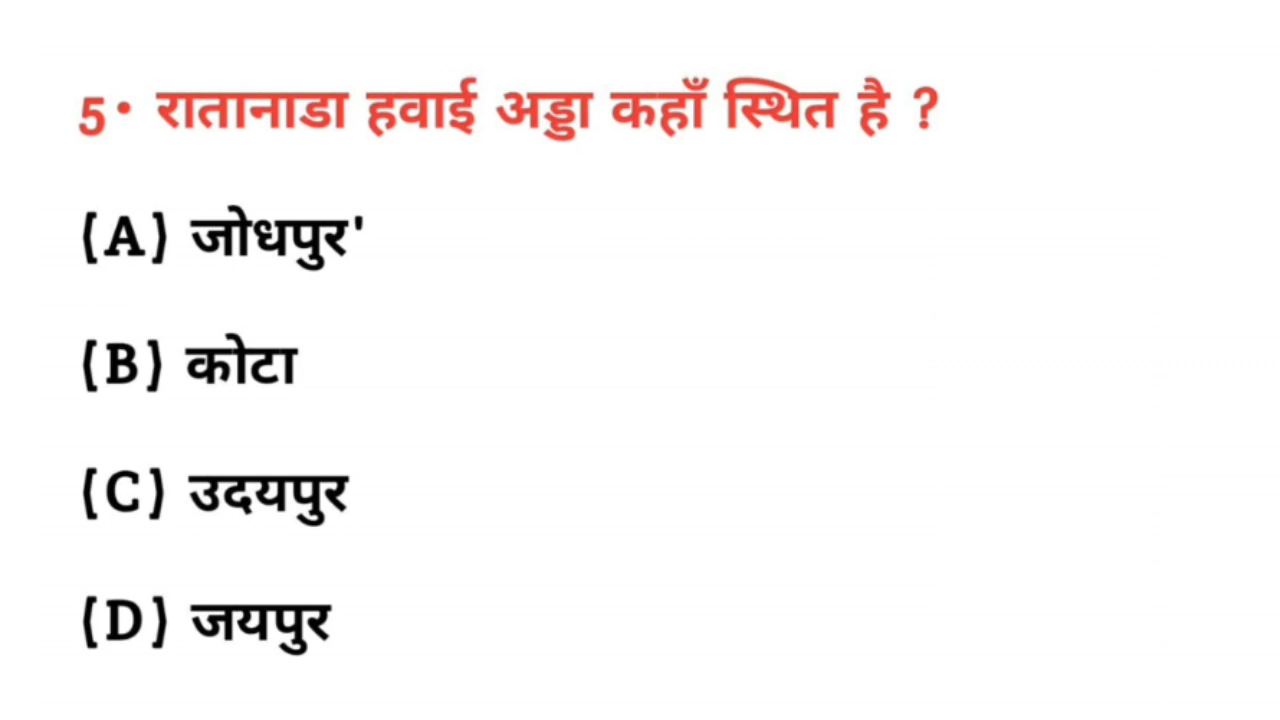 5• रातानाडा हवाई अड्डा कहाँ स्थित है ?
(A) जोधपुर'
(B) कोटा
(C) उदयपुर
(D) जयपुर